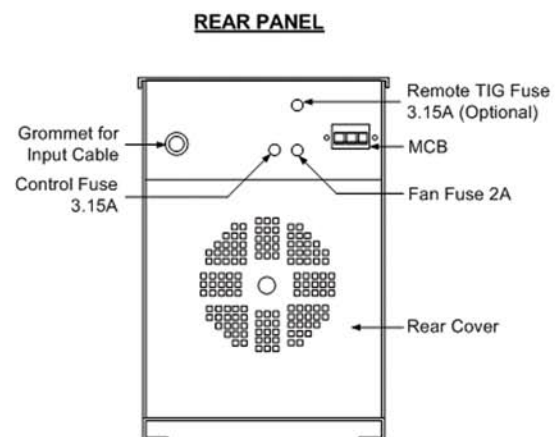 REAR PANEL
Remote TIG Fuse
3.15A (Optional)
Grommet for
Input Cable
MCB
Control Fuse
3.15A
Fan Fuse 2A
Rear Cover